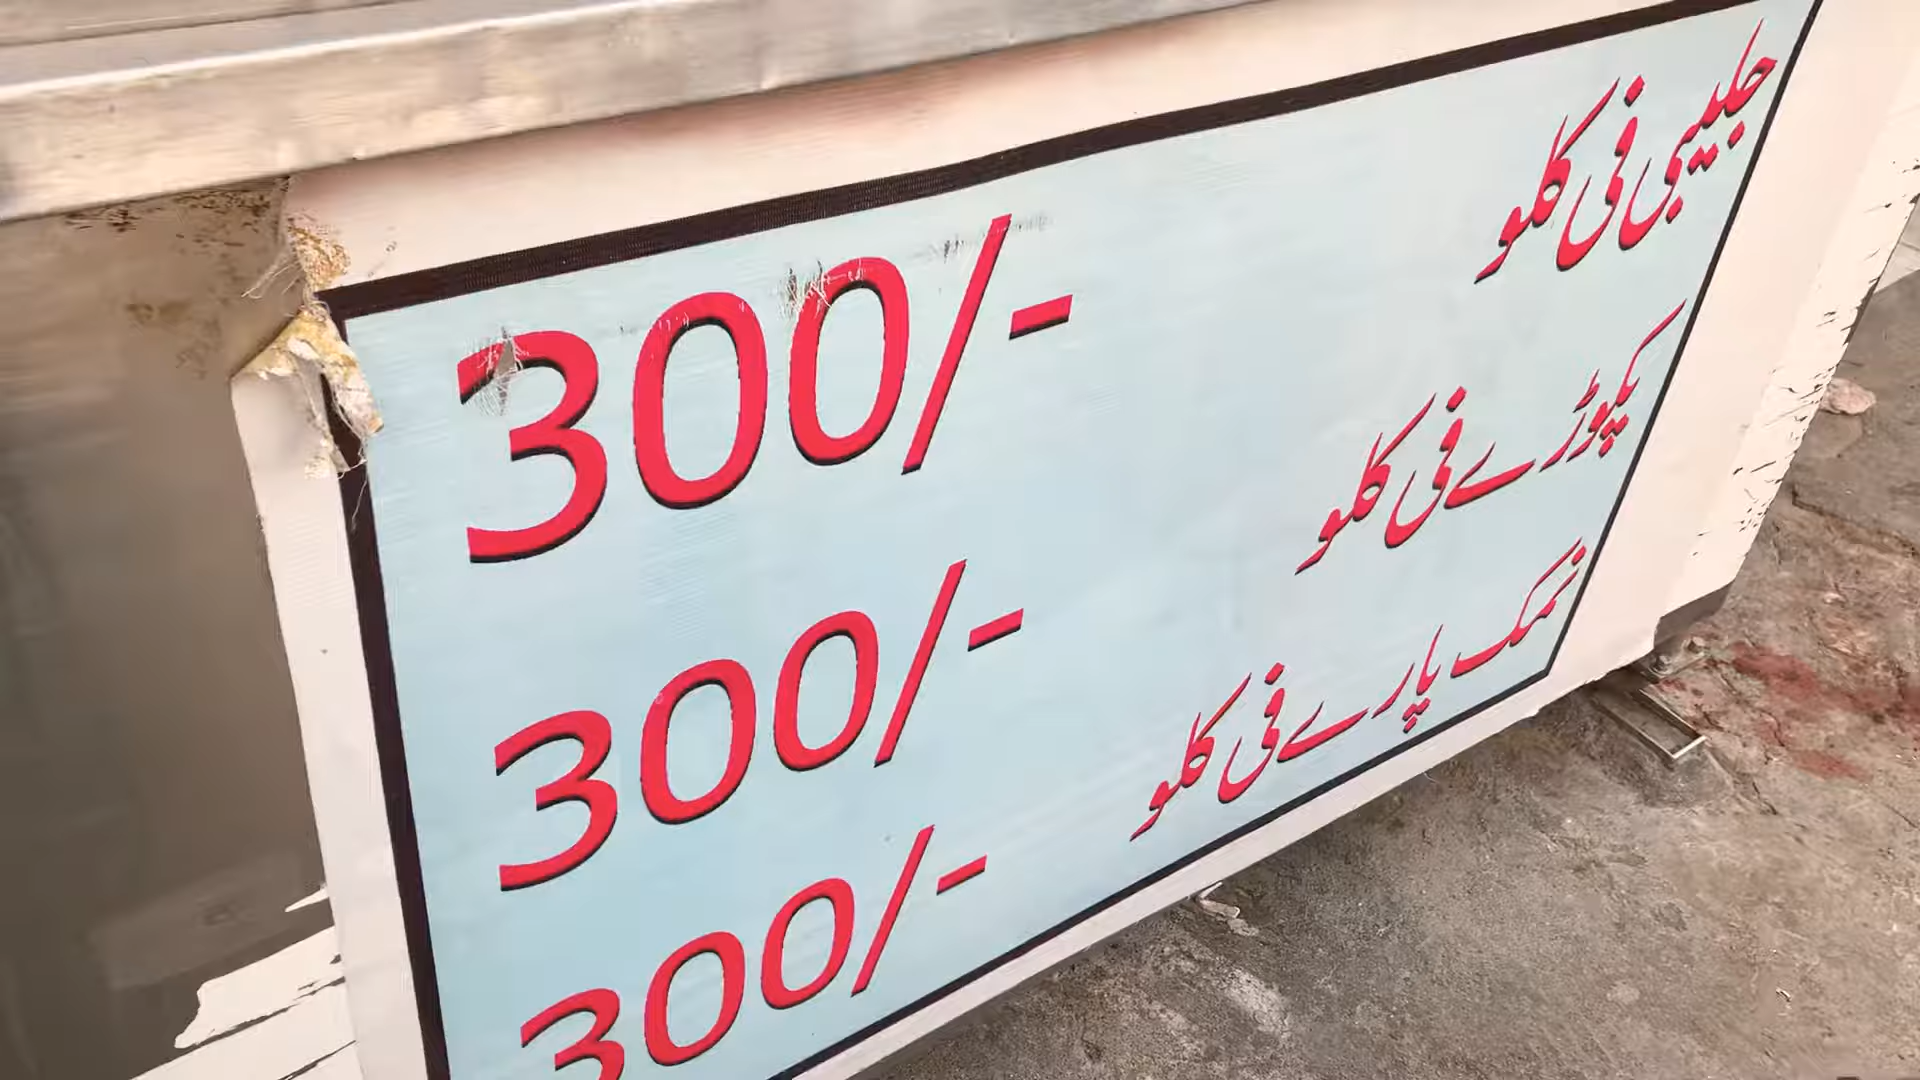 جلیبی فی کلو 300/-
پکوڑے فی کلو 300/-
نمک پارے فی کلو 300/-